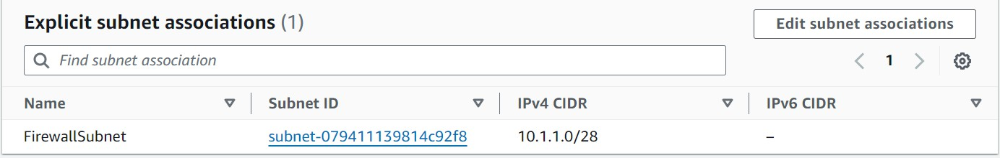 Explicit subnet associations (1)
Edit subnet associations
Find subnet association
1
Name Subnet ID IPv4 CIDR IPv6 CIDR
FirewallSubnet subnet-079411139814c92f8 10.1.1.0/28 –